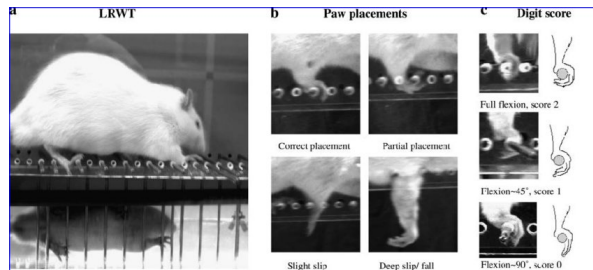 a LRWT
b Paw placements
Correct placement Partial placement
Slight slip Deep slip/ fall
c Digit score
Full flexion, score 2
Flexion~45°, score 1
Flexion~90°, score 0